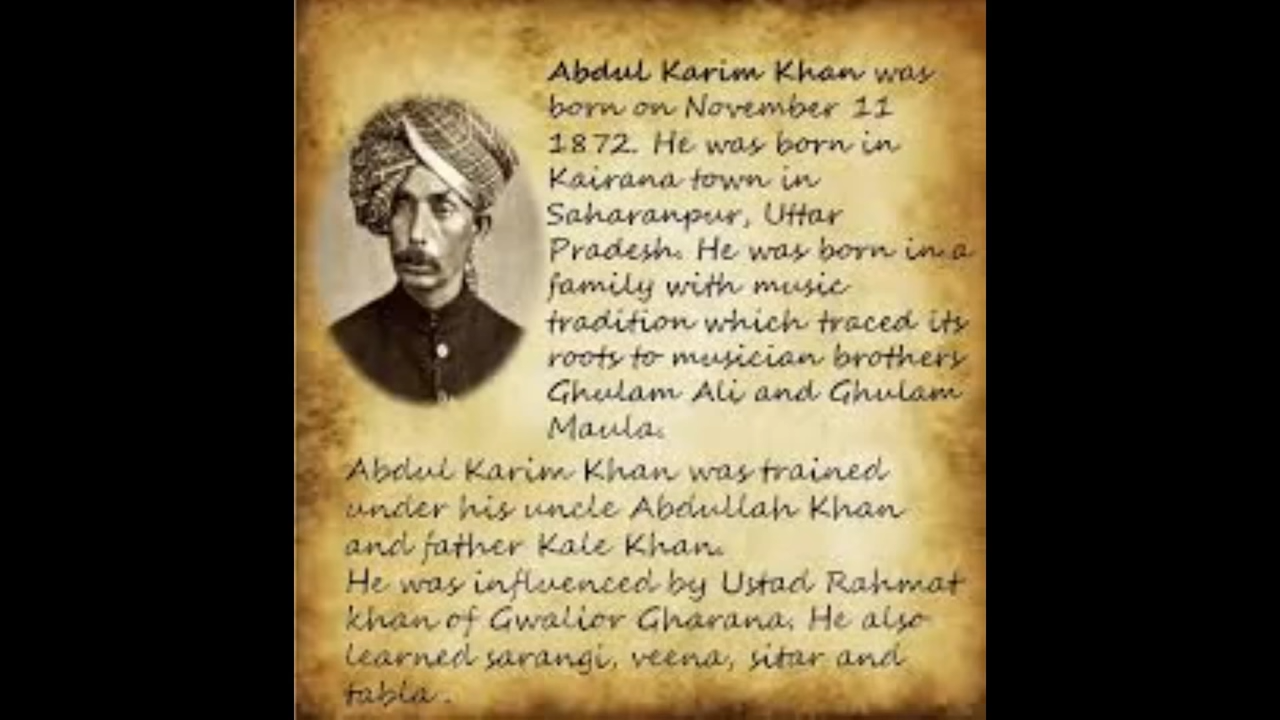 Abdul Karim Khan was
born on November 11
1872. He was born in
Kairana town in
Saharanpur, Uttar
Pradesh. He was born in a
family with music
tradition which traced its
roots to musician brothers
Ghulam Ali and Ghulam
Maula.
Abdul Karim Khan was trained
under his uncle Abdullah Khan
and father Kale Khan.
He was influenced by Ustad Rahmat
khan of Gwalior Gharana. He also
learned sarangi, veena, sitar and
tabla .